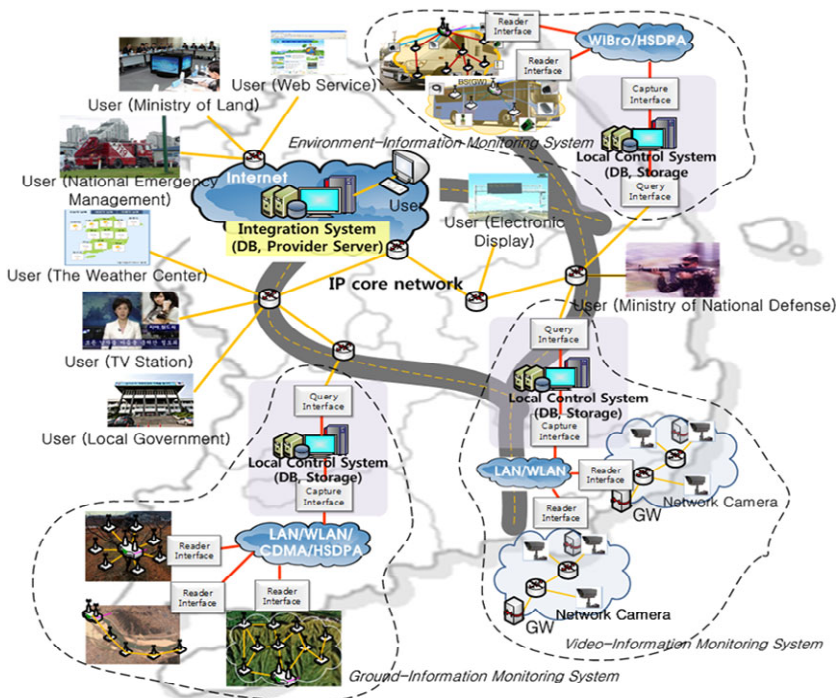 Reader
Interface
WiBro/HSDPA
Reader
Interface
BS(GW)
Capture
Interface
User (Web Service)
User (Ministry of Land)
Environment-Information Monitoring System
Local Control System
(DB, Storage
Query
Interface
User (National Emergency
Management)
Internet
User
Integration System
(DB, Provider Server)
User (Electronic
Display)
User (The Weather Center)
IP core network
User (Ministry of National Defense)
User (TV Station)
Query
Interface
Local Control System
(DB, Storage)
Capture
Interface
User (Local Government)
Query
Interface
Local Control System
(DB, Storage)
Capture
Interface
LAN/WLAN
Reader
Interface
GW
Network Camera
Reader
Interface
LAN/WLAN/
CDMA/HSDPA
Reader
Interface
Reader
Interface
Reader
Interface
Network Camera
GW
Video-Information Monitoring System
Ground-Information Monitoring System